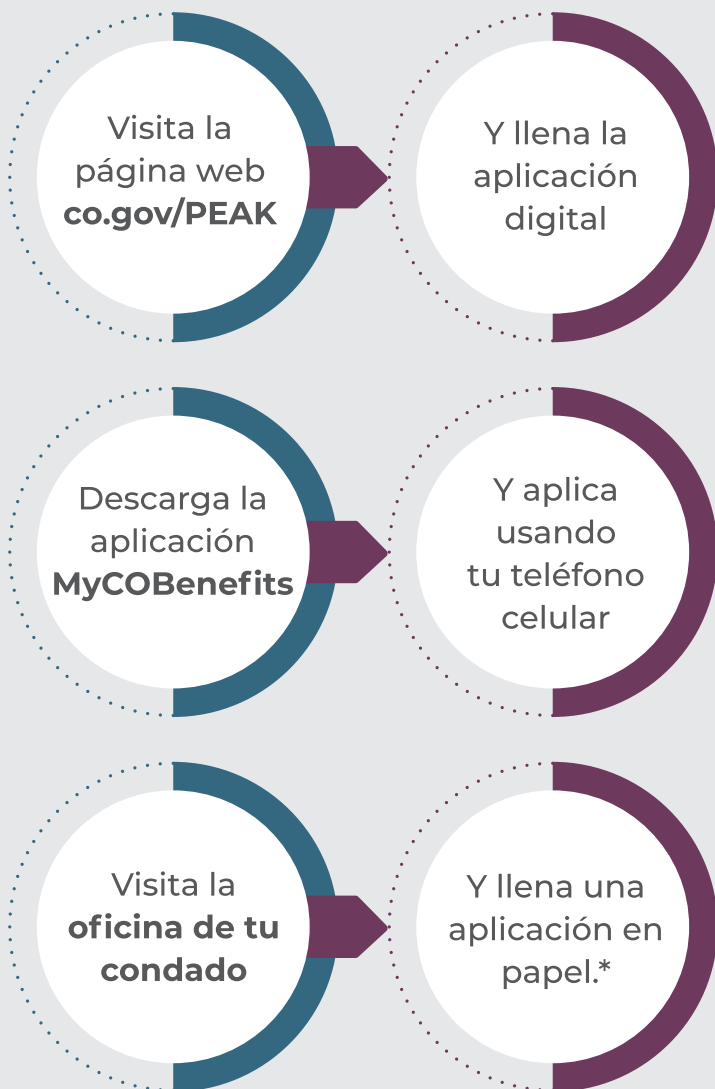 Visita la
página web
co.gov/PEAK
Y llena la
aplicación
digital
Descarga la
aplicación
MyCOBenefits
Y aplica
usando
tu teléfono
celular
Visita la
oficina de tu
condado
Y llena una
aplicación en
papel.*